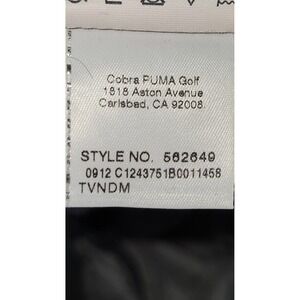 Cobra PUMA Golf
1818 Aston Avenue
Carlsbad, CA 92008
STYLE NO. 562649
0912 C1243751B0011458
TVNDM